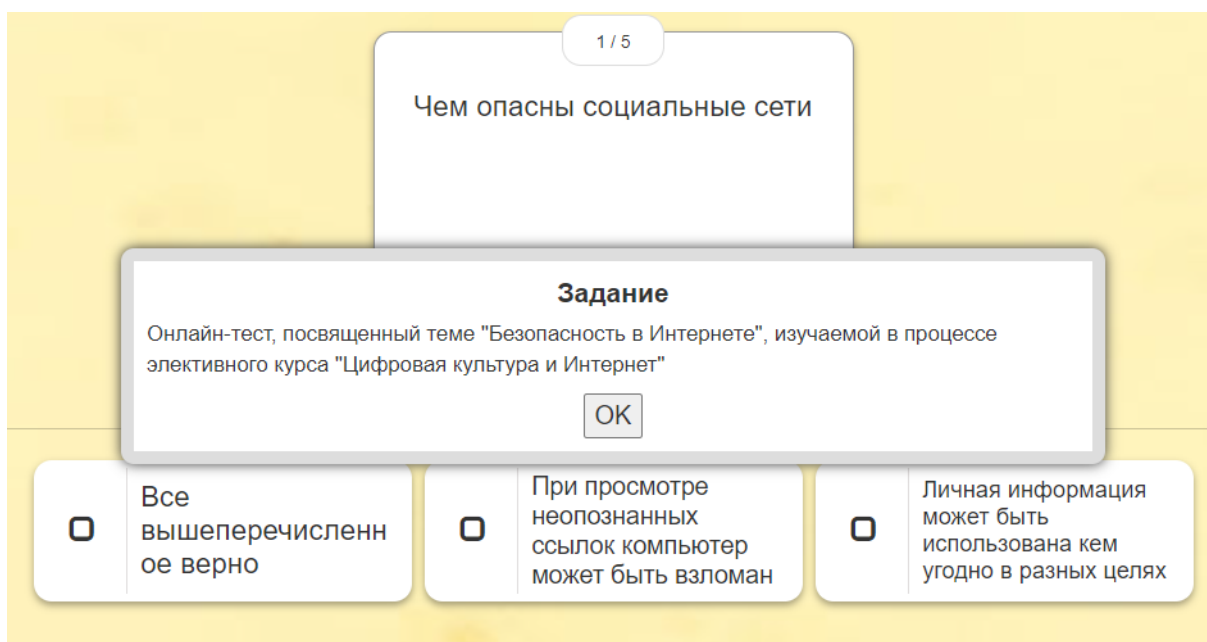 1 / 5
Чем опасны социальные сети
Задание
Онлайн-тест, посвященный теме "Безопасность в Интернете", изучаемой в процессе
элективного курса "Цифровая культура и Интернет"
OK
Все
вышеперечисленн
ое верно
При просмотре
неопознанных
ссылок компьютер
может быть взломан
Личная информация
может быть
использована кем
угодно в разных целях